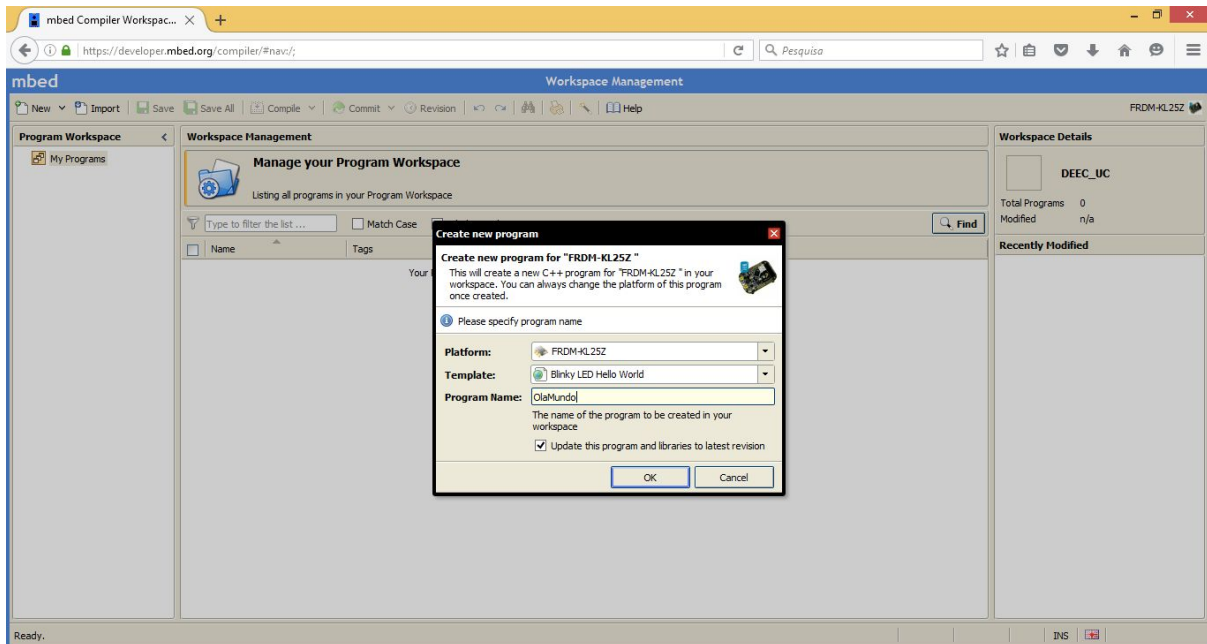 mbed Compiler Workspac...
https://developer.mbed.org/compiler/#nav:/;
Pesquisa
mbed
Workspace Management
New Import Save Save All Compile Commit Revision Help
FRDM-KL25Z
Program Workspace
My Programs
Workspace Management
Manage your Program Workspace
Listing all programs in your Program Workspace
Type to filter the list ...
Match Case
Find
Name
Tags
Your
Create new program
Create new program for "FRDM-KL25Z "
This will create a new C++ program for "FRDM-KL25Z " in your
workspace. You can always change the platform of this program
once created.
Please specify program name
Platform: FRDM-KL25Z
Template: Blinky LED Hello World
Program Name: OlaMundo
The name of the program to be created in your
workspace
Update this program and libraries to latest revision
OK Cancel
Workspace Details
DEEC_UC
Total Programs 0
Modified n/a
Recently Modified
Ready.
INS